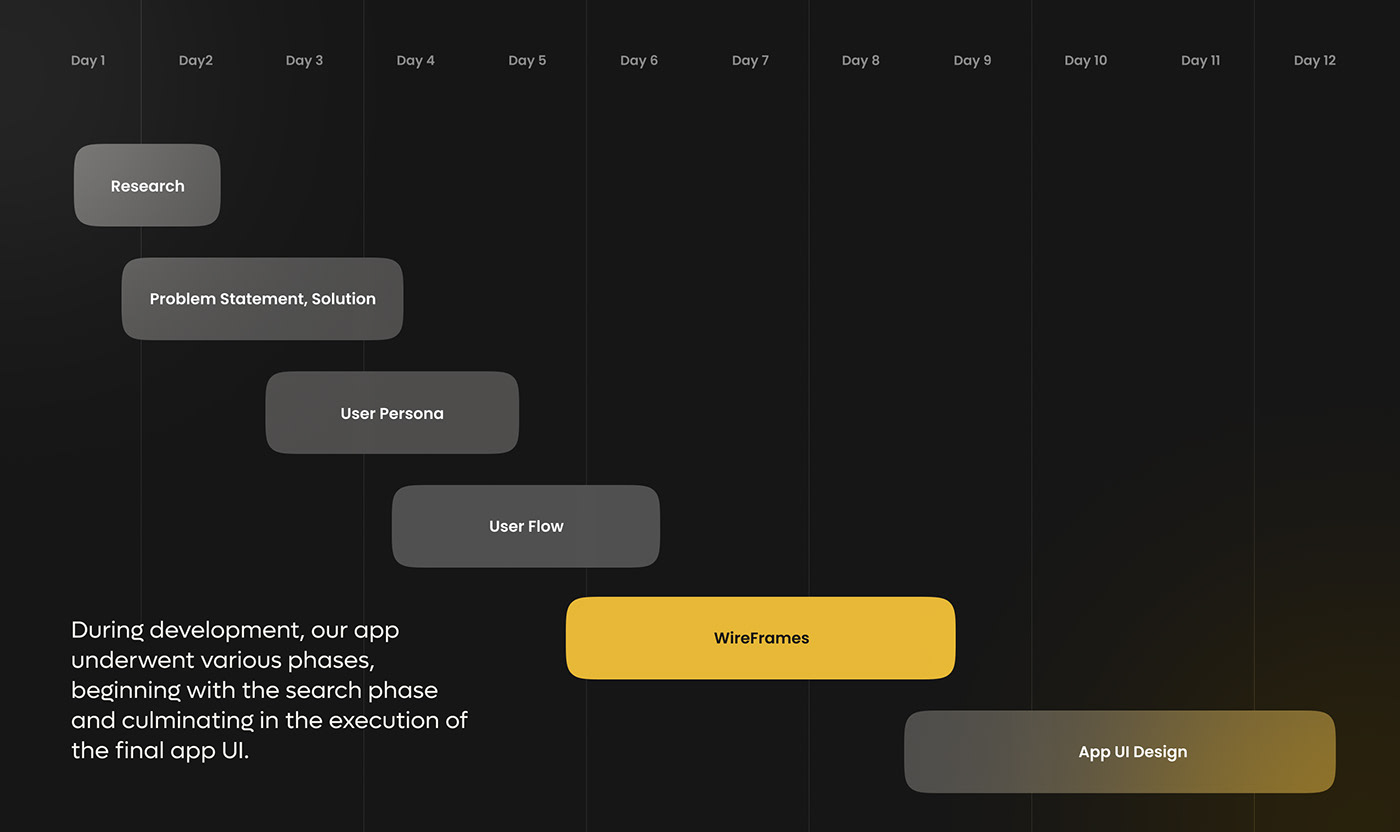 Day 1 Day2 Day 3 Day 4 Day 5 Day 6 Day 7 Day 8 Day 9 Day 10 Day 11 Day 12
Research
Problem Statement, Solution
User Persona
User Flow
WireFrames
During development, our app
underwent various phases,
beginning with the search phase
and culminating in the execution of
the final app UI.
App UI Design